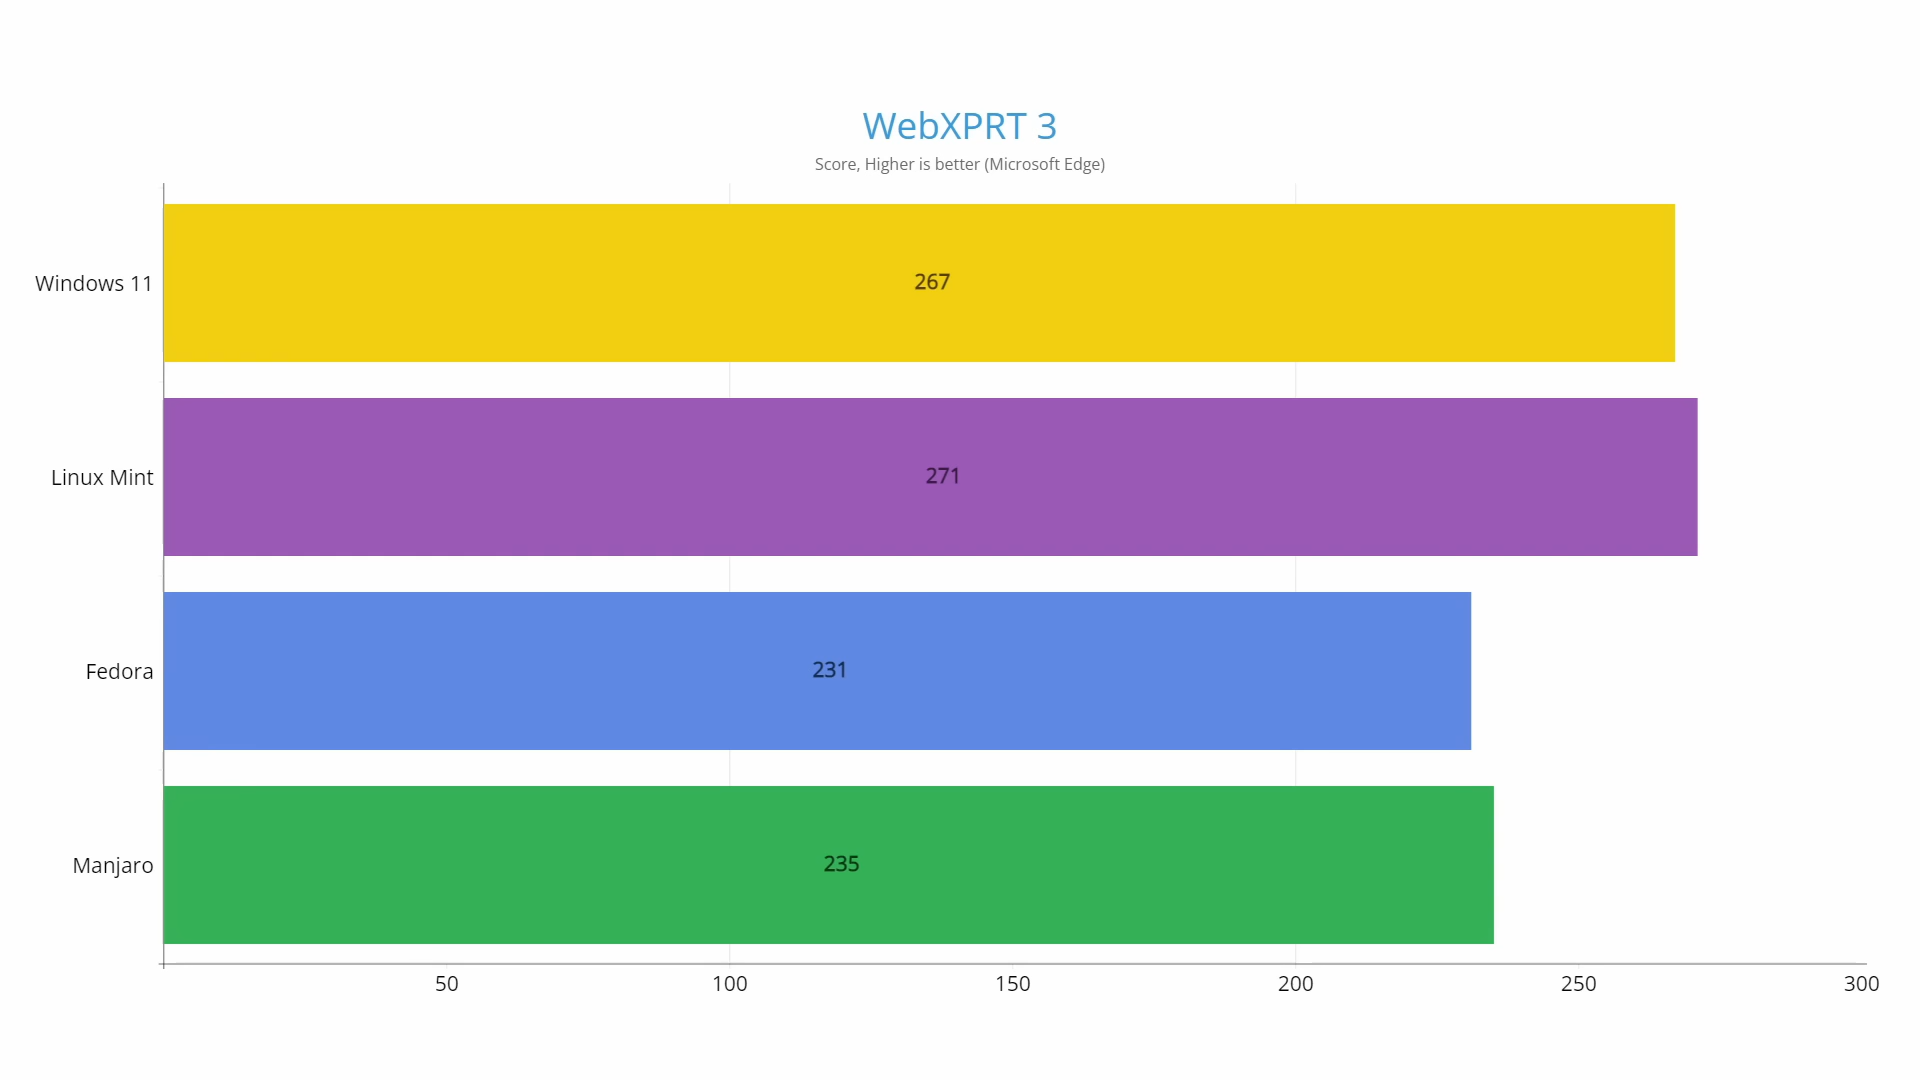 WebXPRT 3
Score, Higher is better (Microsoft Edge)
Windows 11
267
Linux Mint
271
Fedora
231
Manjaro
235
50 100 150 200 250 300